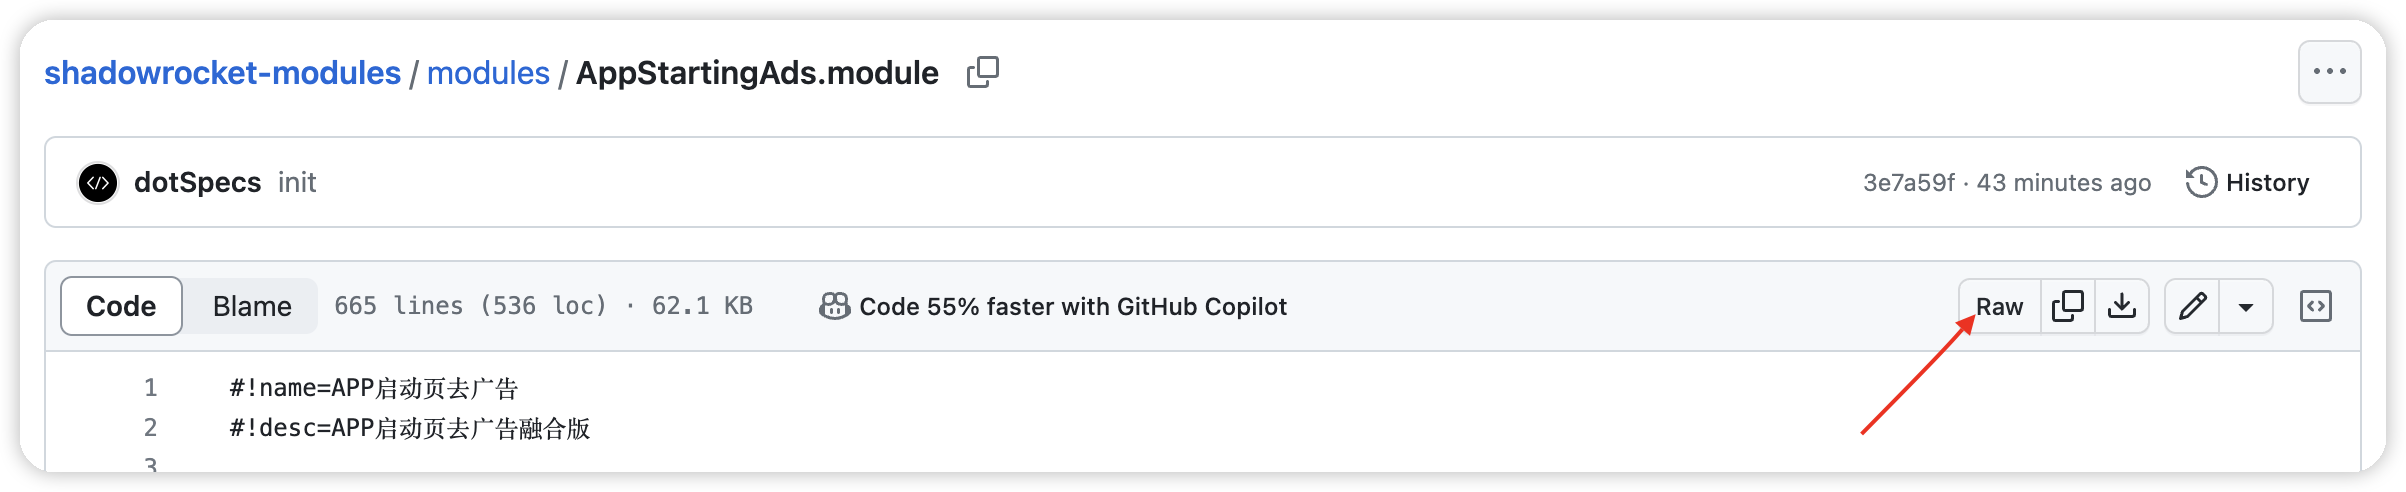 shadowrocket-modules / modules / AppStartingAds.module
dotSpecs init 3e7a59f · 43 minutes ago History
Code Blame 665 lines (536 loc) · 62.1 KB Code 55% faster with GitHub Copilot Raw
1 #!name=APP启动页去广告
2 #!desc=APP启动页去广告融合版
3